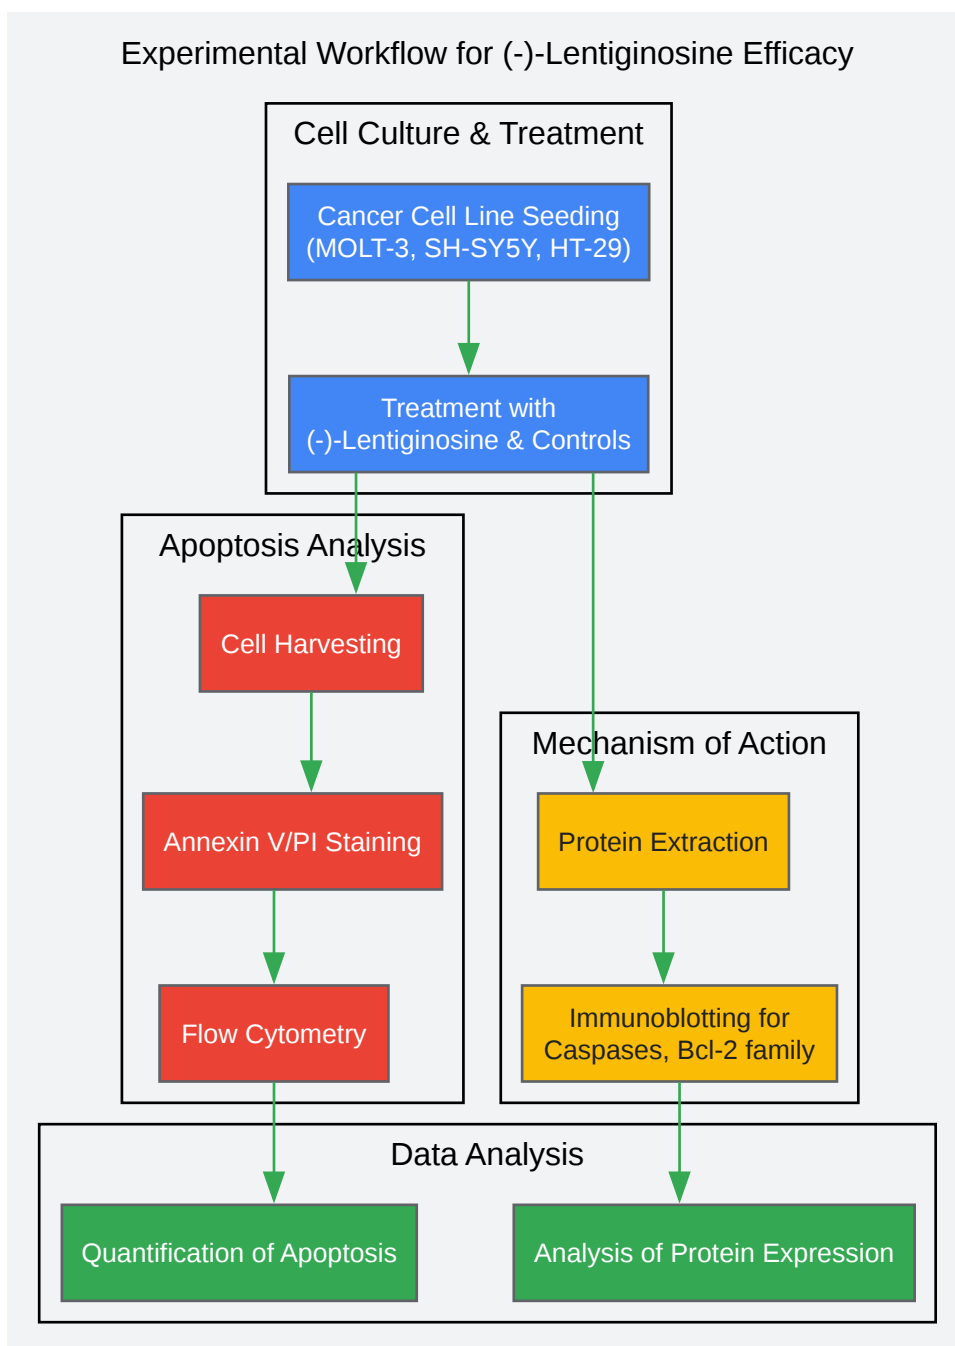 Experimental Workflow for (-)-Lentiginosine Efficacy
Cell Culture & Treatment
Cancer Cell Line Seeding
(MOLT-3, SH-SY5Y, HT-29)
Treatment with
(-)-Lentiginosine & Controls
Apoptosis Analysis
Cell Harvesting
Annexin V/PI Staining
Flow Cytometry
Mechanism of Action
Protein Extraction
Immunoblotting for
Caspases, Bcl-2 family
Data Analysis
Quantification of Apoptosis
Analysis of Protein Expression